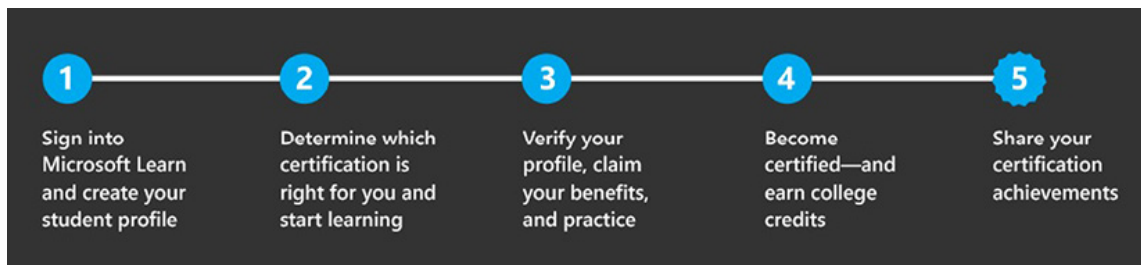 1
Sign into
Microsoft Learn
and create your
student profile
2
Determine which
certification is
right for you and
start learning
3
Verify your
profile, claim
your benefits,
and practice
4
Become
certified—and
earn college
credits
5
Share your
certification
achievements